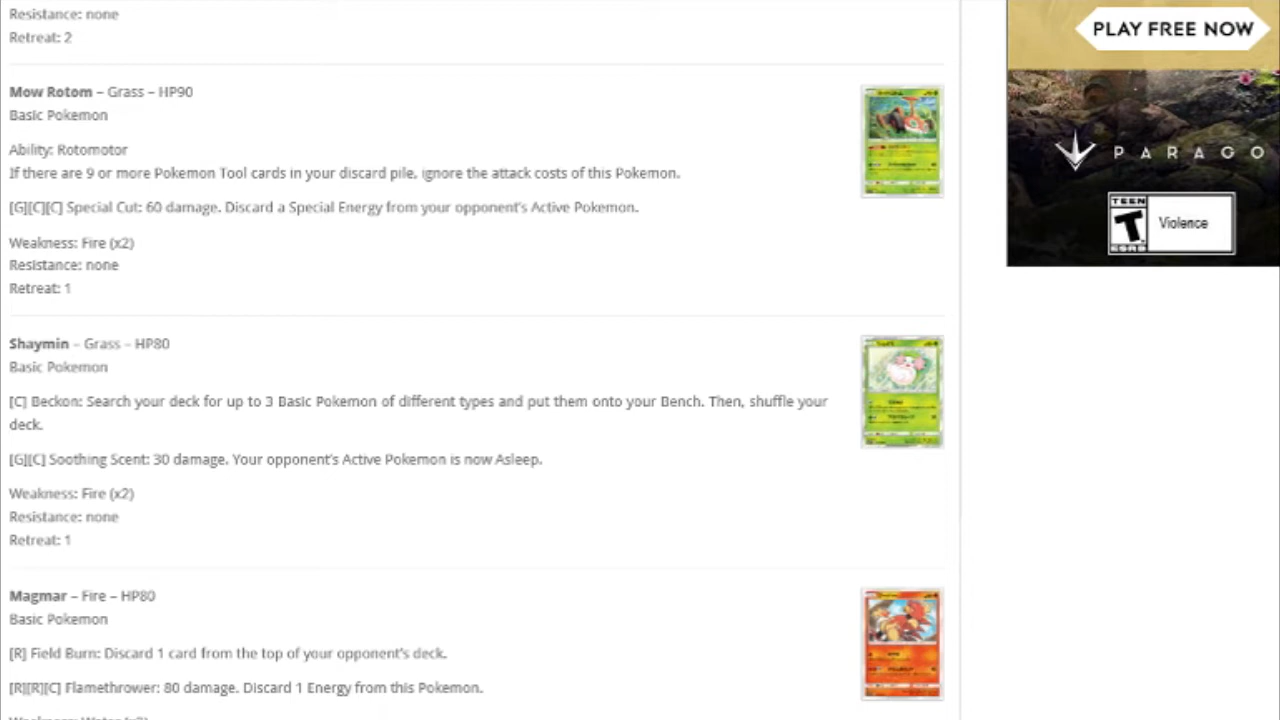 Resistance: none
Retreat: 2
Mow Rotom – Grass – HP90
Basic Pokemon
Ability: Rotomotor
If there are 9 or more Pokemon Tool cards in your discard pile, ignore the attack costs of this Pokemon.
[G][C][C] Special Cut: 60 damage. Discard a Special Energy from your opponent's Active Pokemon.
Weakness: Fire (x2)
Resistance: none
Retreat: 1
Shaymin – Grass – HP80
Basic Pokemon
[C] Beckon: Search your deck for up to 3 Basic Pokemon of different types and put them onto your Bench. Then, shuffle your
deck.
[G][C] Soothing Scent: 30 damage. Your opponent's Active Pokemon is now Asleep.
Weakness: Fire (x2)
Resistance: none
Retreat: 1
Magmar – Fire – HP80
Basic Pokemon
[R] Field Burn: Discard 1 card from the top of your opponent's deck.
[R][R][C] Flamethrower: 80 damage. Discard 1 Energy from this Pokemon.
Weakness: Water (x2)
PLAY FREE NOW
PARAGO
TEEN
T
ESRB
Violence